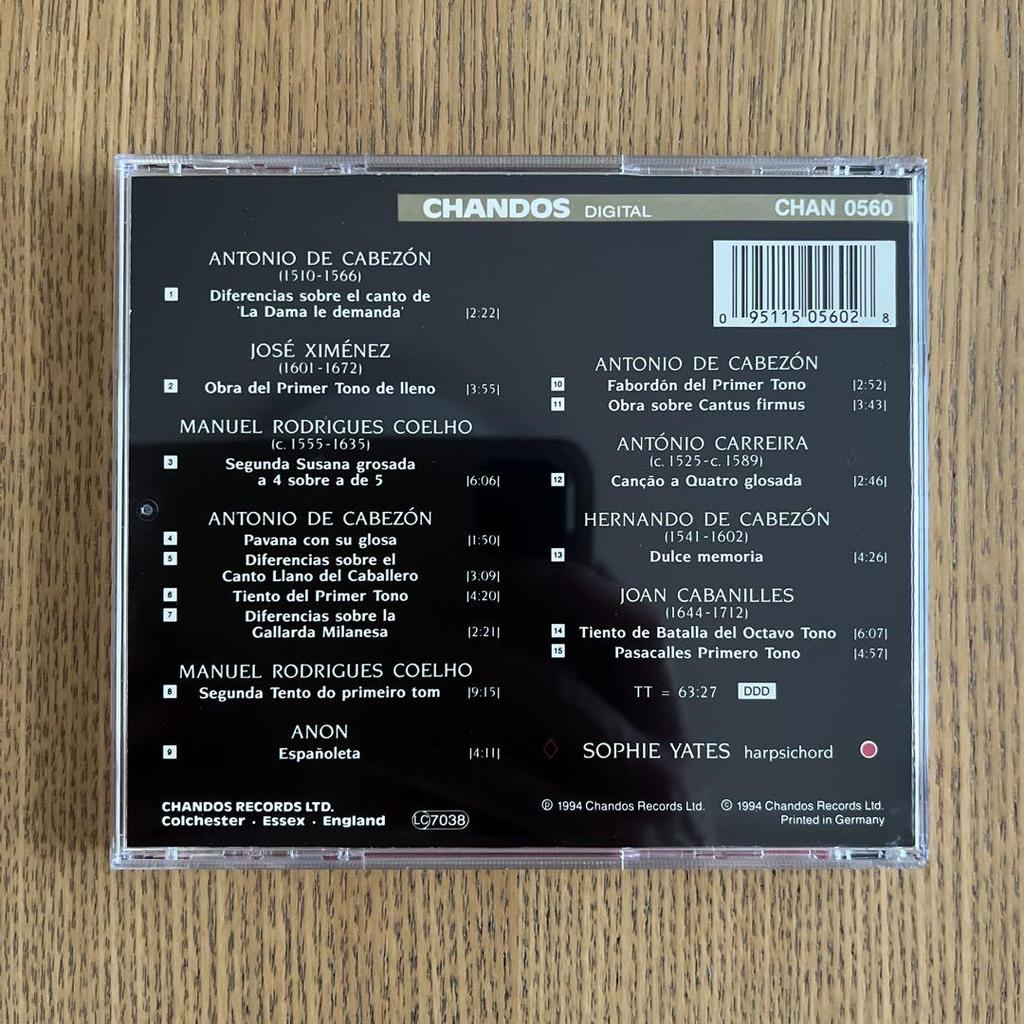 CHANDOS DIGITAL CHAN 0560
0 95115 05602 8
ANTONIO DE CABEZÓN
(1510-1566)
1 Diferencias sobre el canto de
'La Dama le demanda' [2:22]
JOSÉ XIMÉNEZ
(1601-1672)
2 Obra del Primer Tono de lleno [3:55]
MANUEL RODRIGUES COELHO
(c. 1555-1635)
3 Segunda Susana grosada
a 4 sobre a de 5 [6:06]
ANTONIO DE CABEZÓN
4 Pavana con su glosa [1:50]
5 Diferencias sobre el
Canto Llano del Caballero [3:09]
6 Tiento del Primer Tono [4:20]
7 Diferencias sobre la
Gallarda Milanesa [2:21]
MANUEL RODRIGUES COELHO
8 Segunda Tento do primeiro tom [9:15]
ANON
9 Españoleta [4:11]
ANTONIO DE CABEZÓN
10 Fabordón del Primer Tono [2:52]
11 Obra sobre Cantus firmus [3:43]
ANTÓNIO CARREIRA
(c. 1525-c. 1589)
12 Canção a Quatro glosada [2:46]
HERNANDO DE CABEZÓN
(1541-1602)
13 Dulce memoria [4:26]
JOAN CABANILLES
(1644-1712)
14 Tiento de Batalla del Octavo Tono [6:07]
15 Pasacalles Primero Tono [4:57]
TT = 63:27 DDD
SOPHIE YATES harpsichord
CHANDOS RECORDS LTD.
Colchester · Essex · England LC7038
℗ 1994 Chandos Records Ltd. © 1994 Chandos Records Ltd.
Printed in Germany